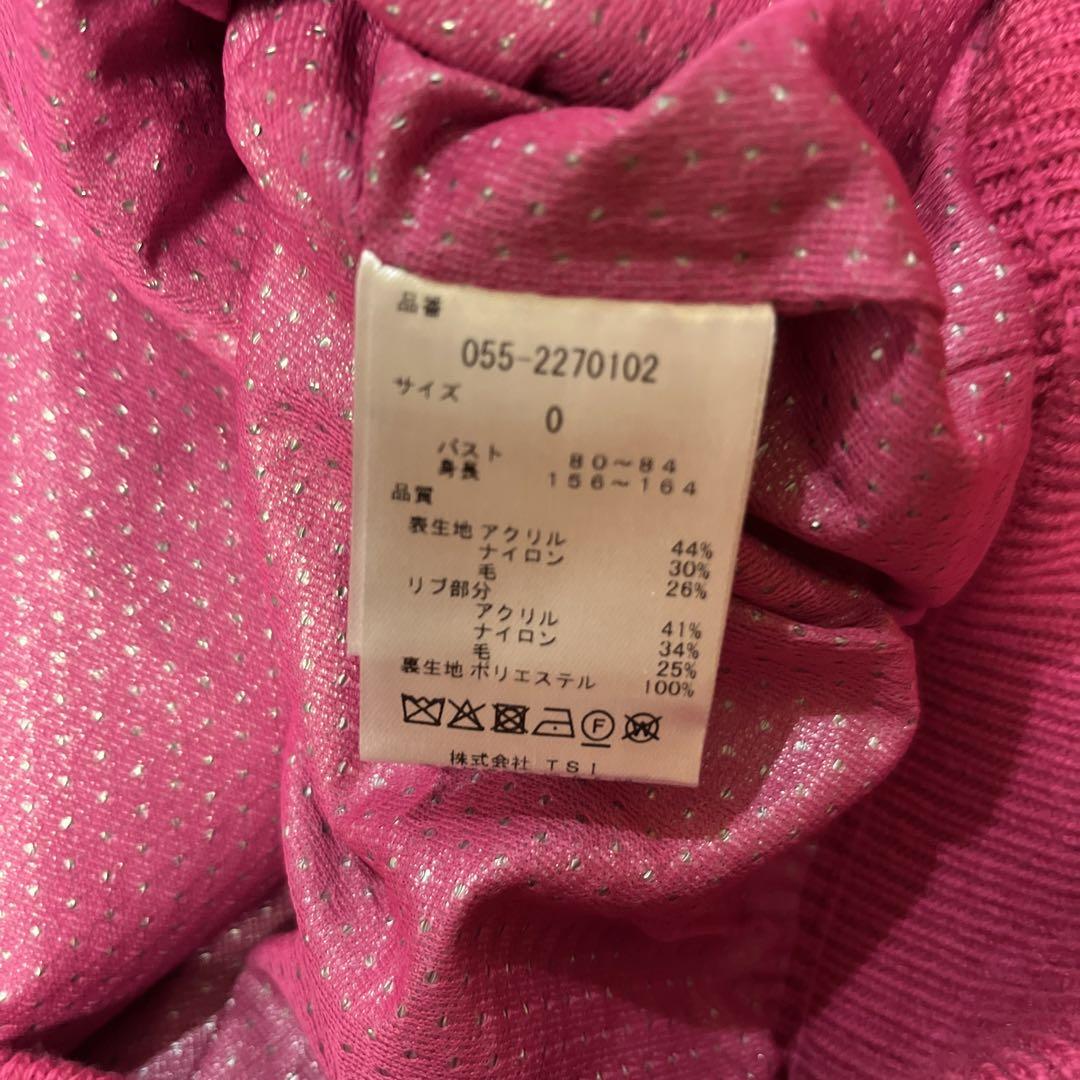 品番
055-2270102
サイズ
0
バスト 80～84
身長 156～164
品質
表生地 アクリル 44%
ナイロン 30%
毛 26%
リブ部分
アクリル 41%
ナイロン 34%
毛 25%
裏生地 ポリエステル 100%
F W
株式会社 TSI